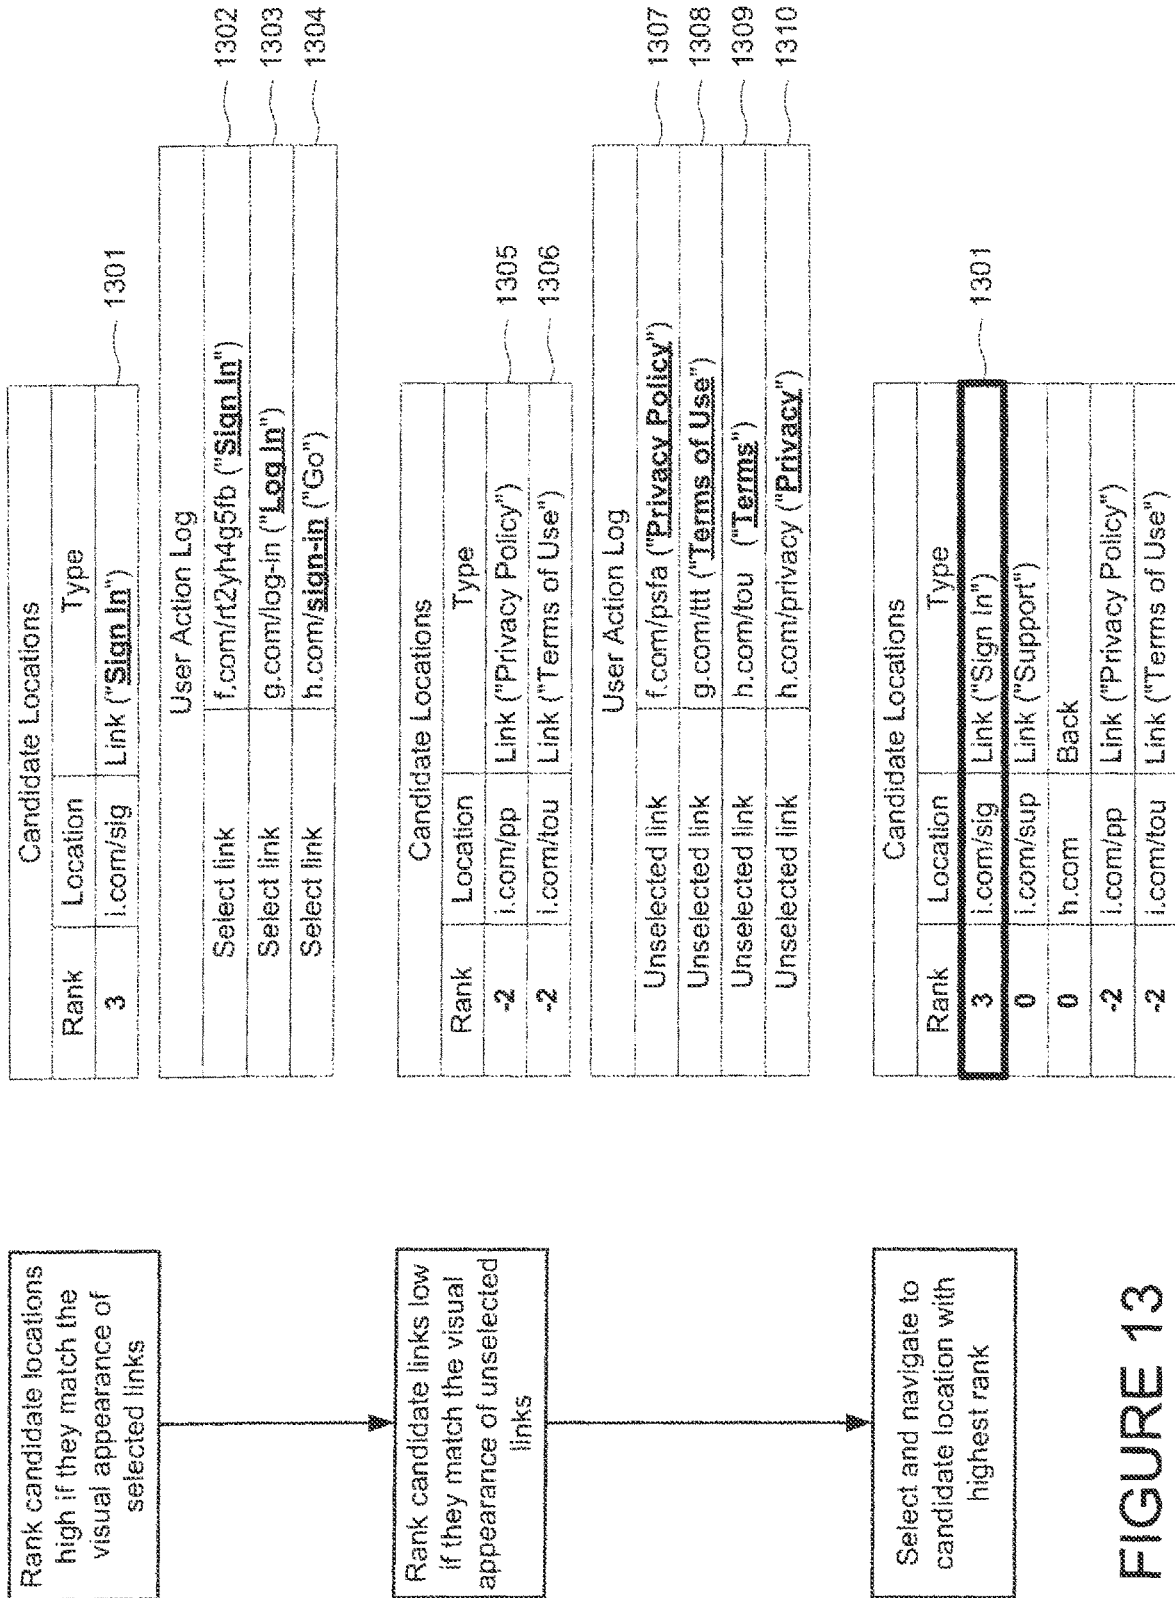 Rank candidate locations
high if they match the
visual appearance of
selected links
Candidate Locations
Rank Location Type
3 i.com/sig Link ("Sign In")
1301
User Action Log
Select link f.com/rt2yh4g5fb ("Sign In")
1302
Select link g.com/log-in ("Log In")
1303
Select link h.com/sign-in ("Go")
1304
Rank candidate links low
if they match the visual
appearance of unselected
links
Candidate Locations
Rank Location Type
-2 i.com/pp Link ("Privacy Policy")
1305
-2 i.com/tou Link ("Terms of Use")
1306
User Action Log
Unselected link f.com/psfa ("Privacy Policy")
1307
Unselected link g.com/ttt ("Terms of Use")
1308
Unselected link h.com/tou ("Terms")
1309
Unselected link h.com/privacy ("Privacy")
1310
Select and navigate to
candidate location with
highest rank
Candidate Locations
Rank Location Type
3 i.com/sig Link ("Sign In")
1301
0 i.com/sup Link ("Support")
0 h.com Back
-2 i.com/pp Link ("Privacy Policy")
-2 i.com/tou Link ("Terms of Use")
FIGURE 13